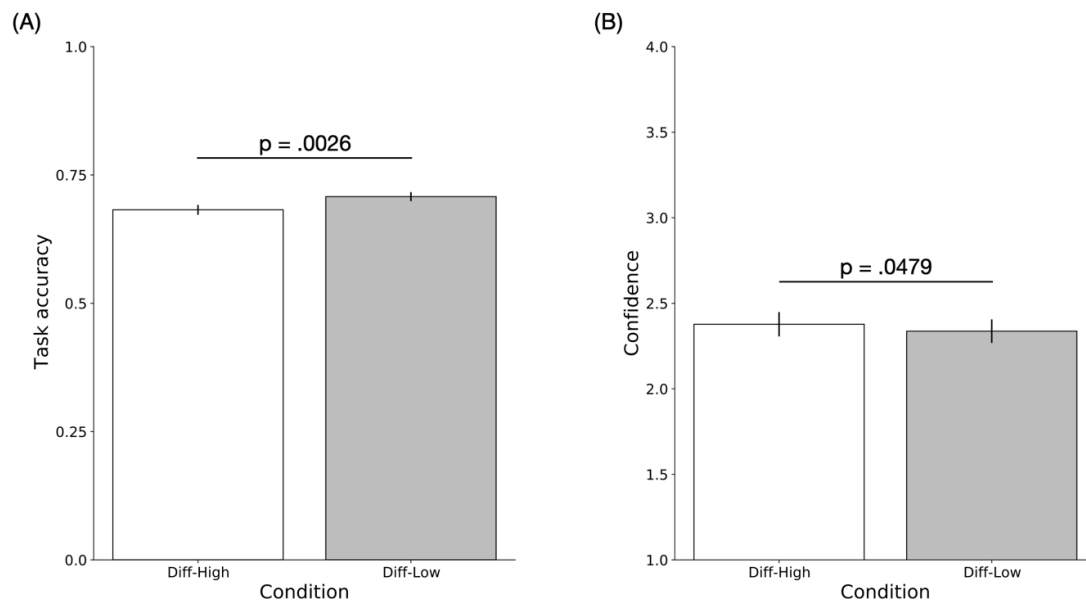 (A)
1.0
0.75
0.5
0.25
0.0
Task accuracy
p = .0026
Diff-High
Diff-Low
Condition
(B)
4.0
3.5
3.0
2.5
2.0
1.5
1.0
Confidence
p = .0479
Diff-High
Diff-Low
Condition